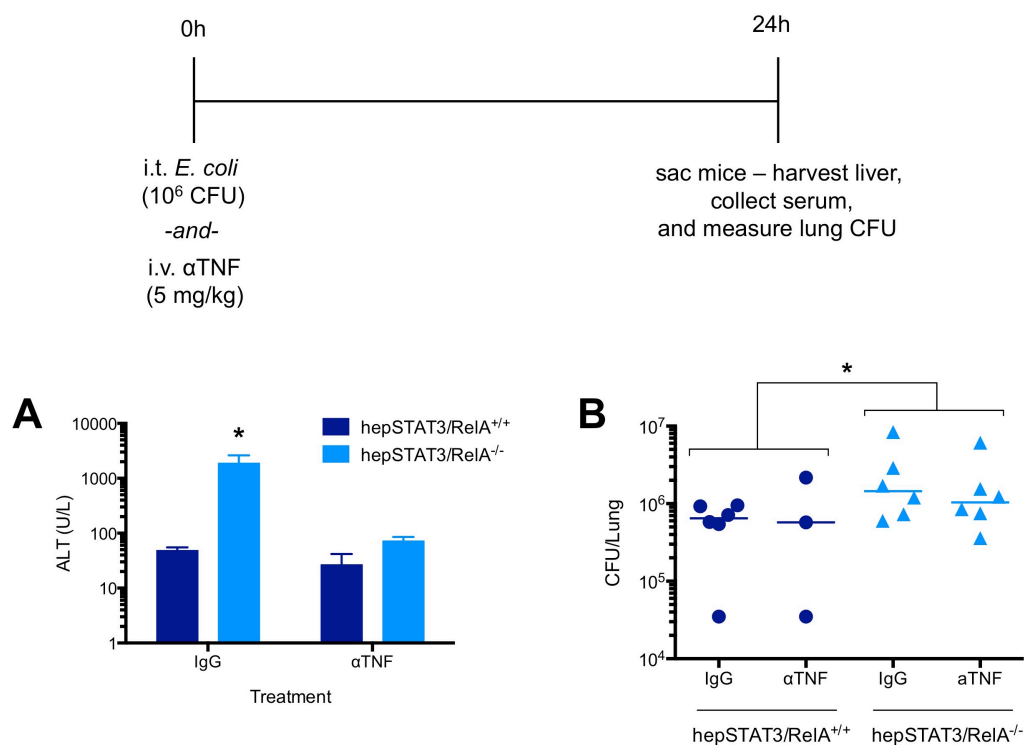 0h
24h
i.t. E. coli
(10⁶ CFU)
-and-
i.v. αTNF
(5 mg/kg)
sac mice – harvest liver,
collect serum,
and measure lung CFU
A
ALT (U/L)
10000
1000
100
10
1
*
hepSTAT3/RelA⁺/⁺
hepSTAT3/RelA⁻/⁻
IgG
αTNF
Treatment
B
CFU/Lung
10⁷
10⁶
10⁵
10⁴
*
IgG
αTNF
IgG
aTNF
hepSTAT3/RelA⁺/⁺
hepSTAT3/RelA⁻/⁻